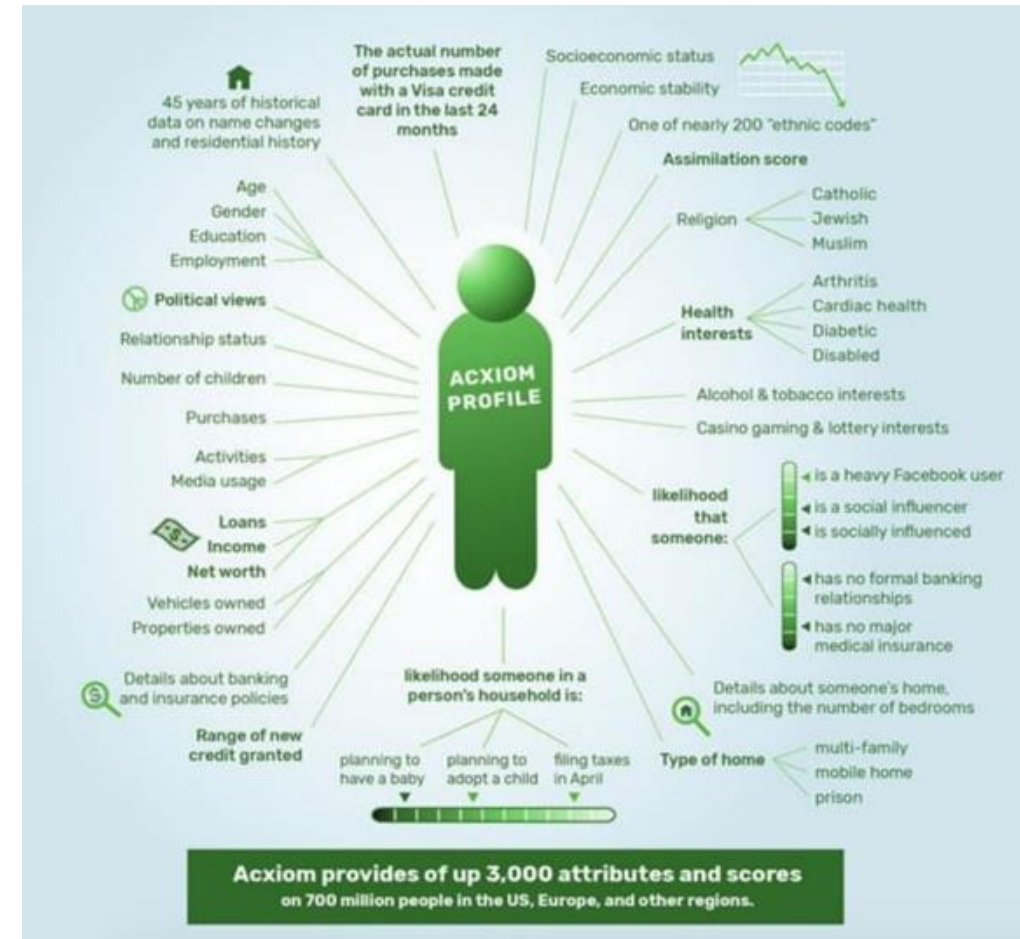 The actual number
of purchases made
with a Visa credit
card in the last 24
months
45 years of historical
data on name changes
and residential history
Age
Gender
Education
Employment
Political views
Relationship status
Number of children
Purchases
Activities
Media usage
Loans
Income
Net worth
Vehicles owned
Properties owned
Details about banking
and insurance policies
Range of new
credit granted
ACXIOM
PROFILE
Socioeconomic status
Economic stability
One of nearly 200 "ethnic codes"
Assimilation score
Religion
Catholic
Jewish
Muslim
Health
interests
Arthritis
Cardiac health
Diabetic
Disabled
Alcohol & tobacco interests
Casino gaming & lottery interests
likelihood
that
someone:
is a heavy Facebook user
is a social influencer
is socially influenced
has no formal banking
relationships
has no major
medical insurance
Details about someone's home,
including the number of bedrooms
Type of home
multi-family
mobile home
prison
likelihood someone in a
person's household is:
planning to
have a baby
planning to
adopt a child
filing taxes
in April
Acxiom provides of up 3,000 attributes and scores
on 700 million people in the US, Europe, and other regions.